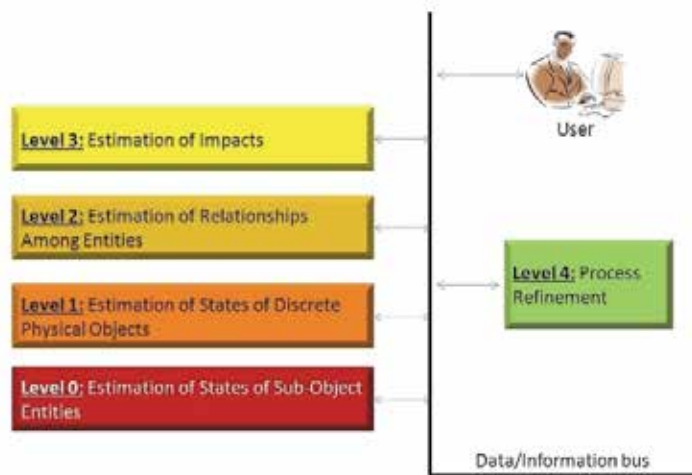 User
Level 3: Estimation of Impacts
Level 2: Estimation of Relationships
Among Entities
Level 4: Process
Refinement
Level 1: Estimation of States of Discrete
Physical Objects
Level 0: Estimation of States of Sub-Object
Entities
Data/Information bus